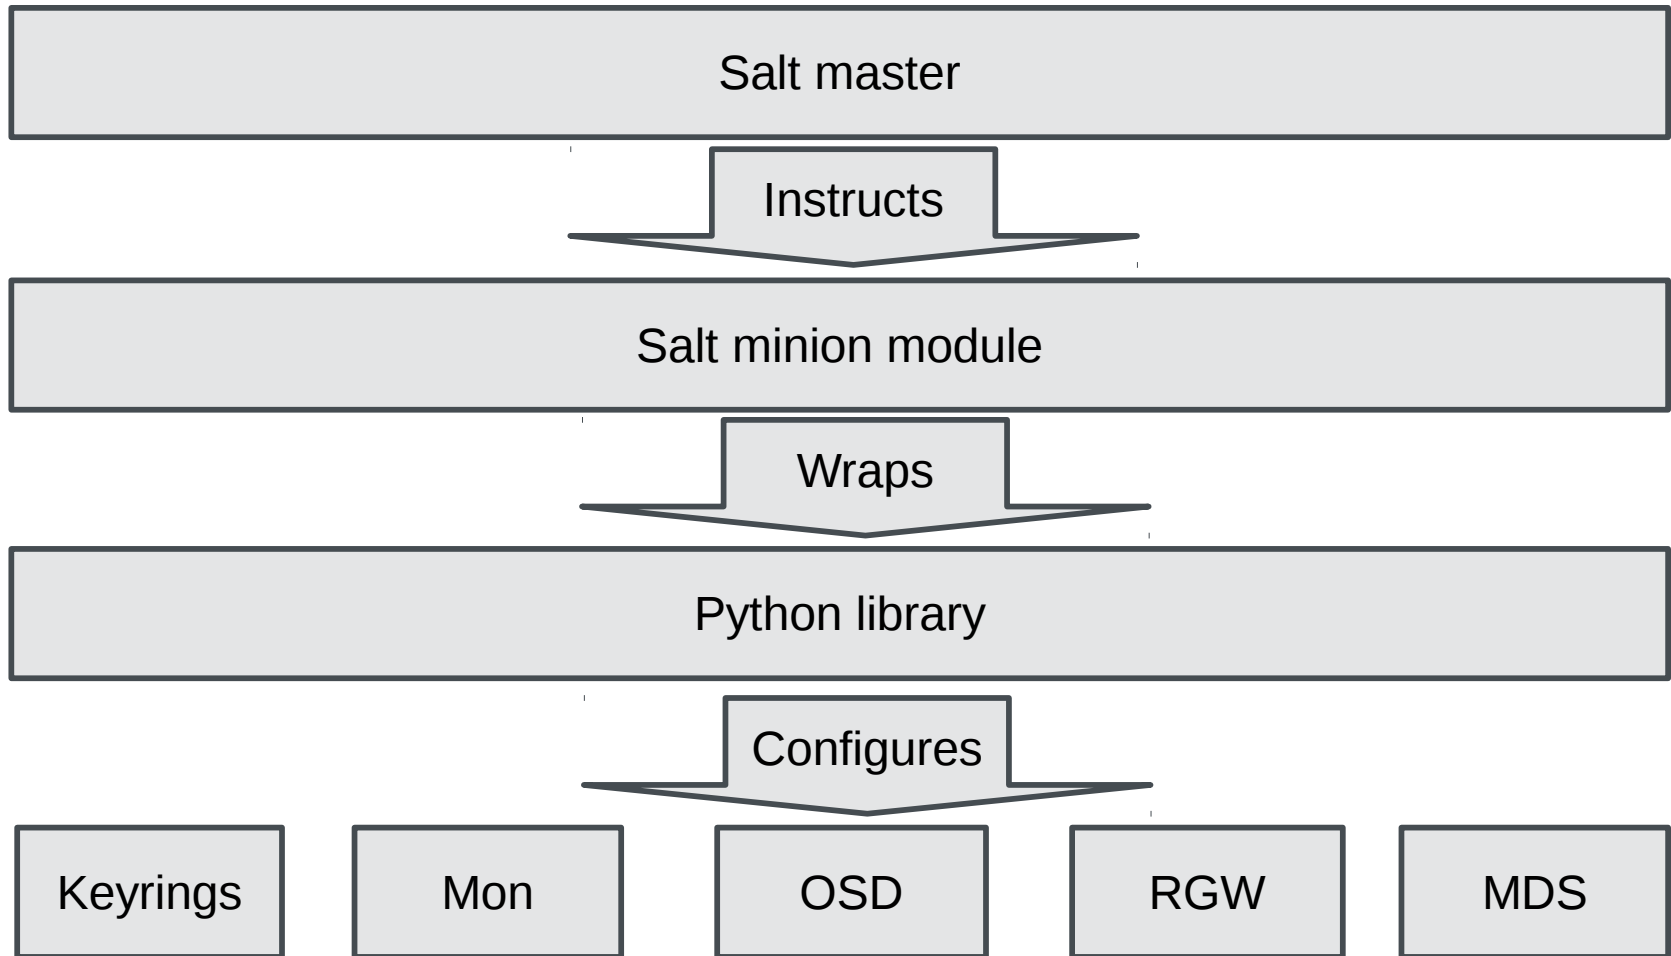 Salt master
Instructs
Salt minion module
Wraps
Python library
Configures
Keyrings
Mon
OSD
RGW
MDS